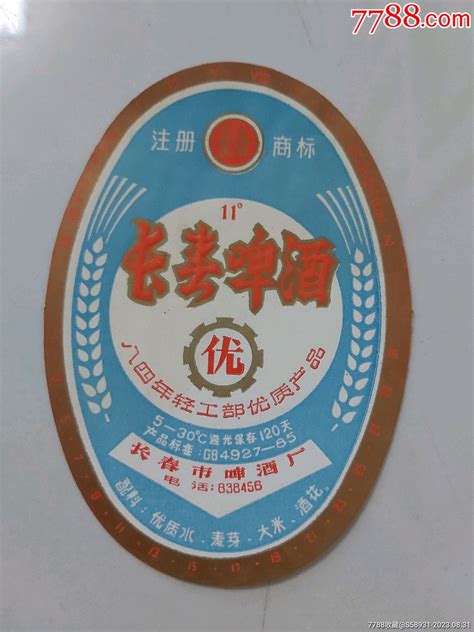 7788.com
注册 商标
11°
长春啤酒
优
八四年轻工部优质产品
5—30℃避光保存120天
产品标准:GB4927-85
长春市啤酒厂
电话:838456
配料:优质水、麦芽、大米、酒花。
7788收藏@S58931-2023.08.31